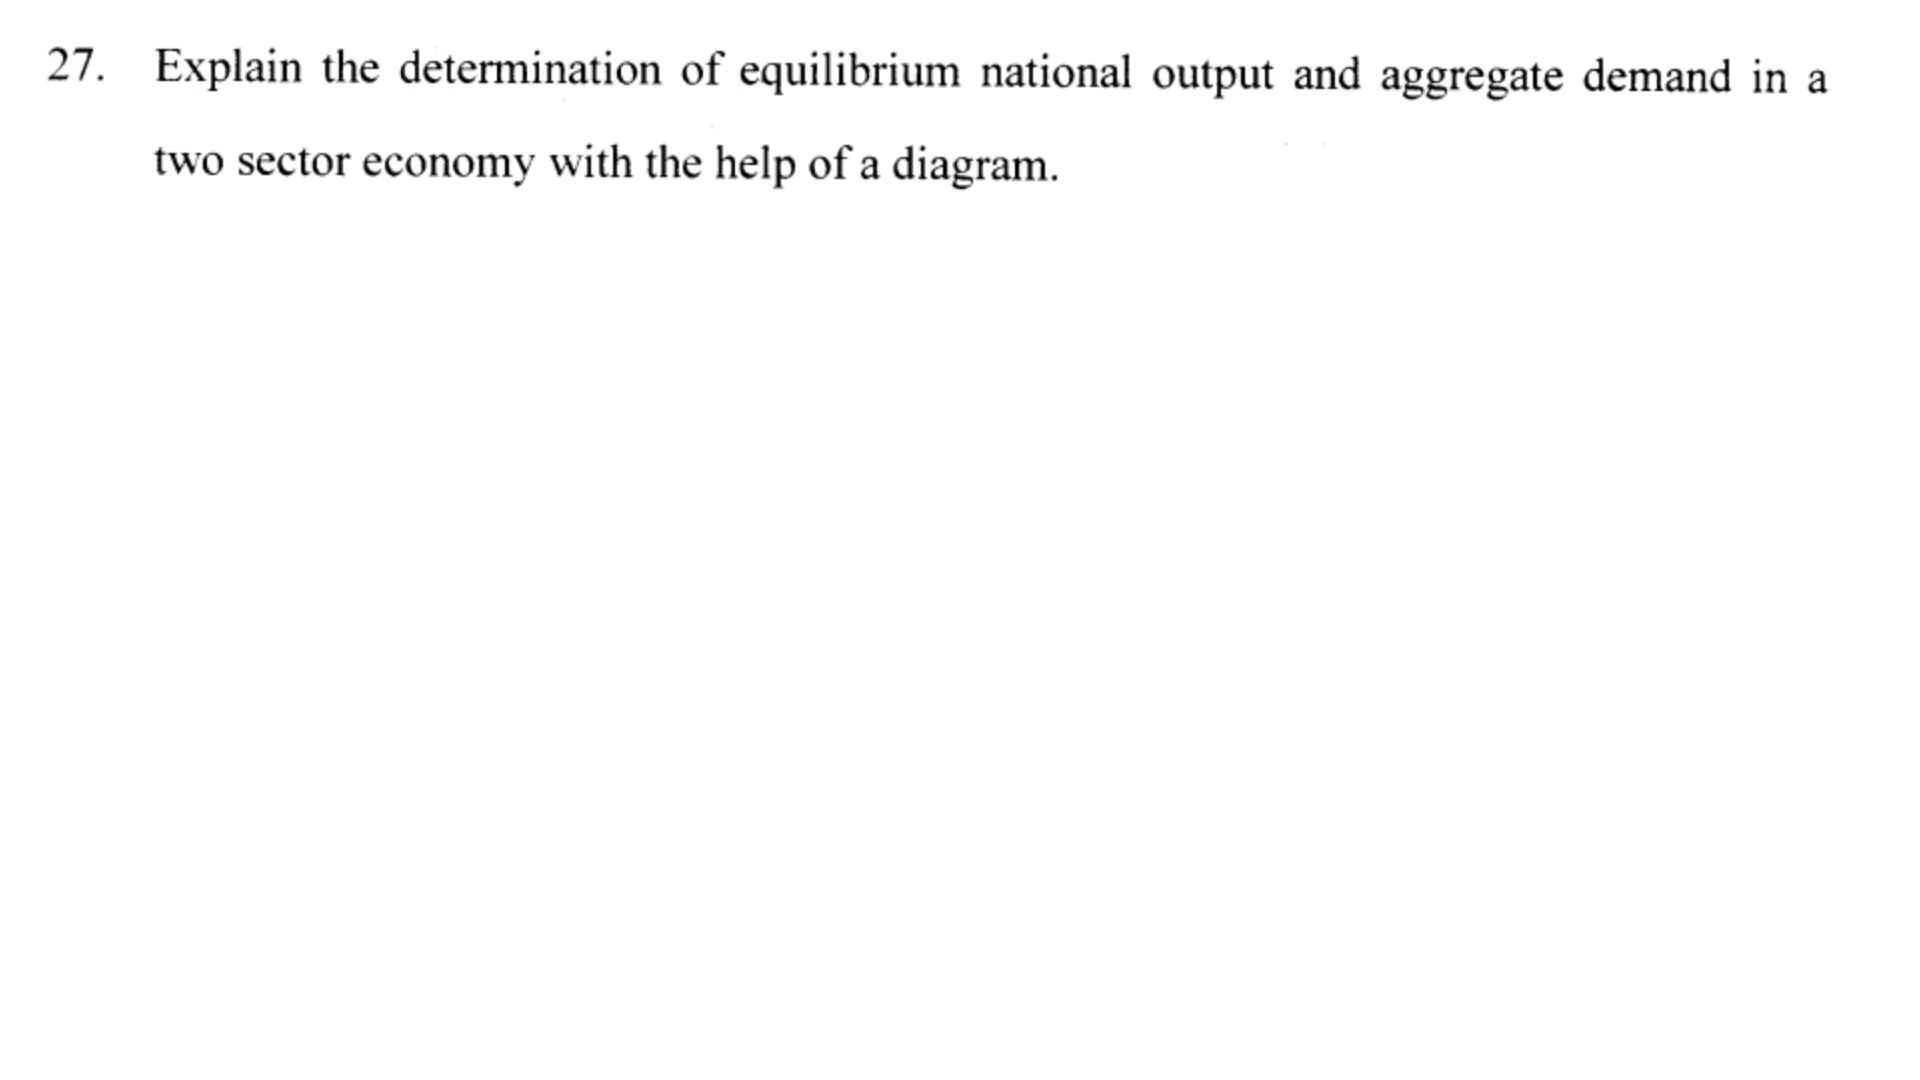 27. Explain the determination of equilibrium national output and aggregate demand in a
two sector economy with the help of a diagram.